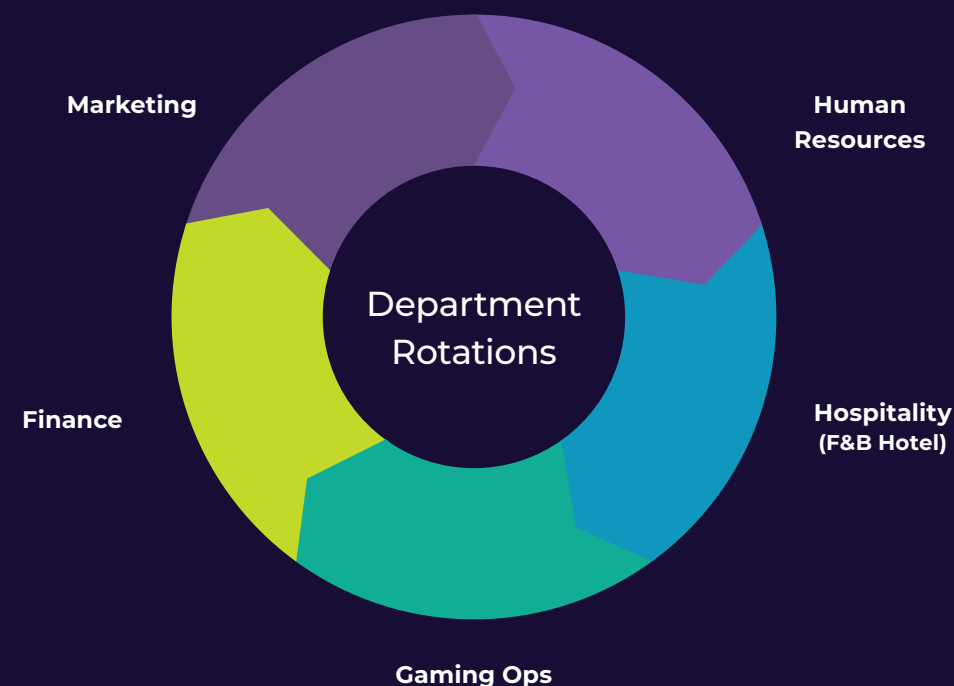 Marketing
Human
Resources
Department
Rotations
Finance
Hospitality
(F&B Hotel)
Gaming Ops